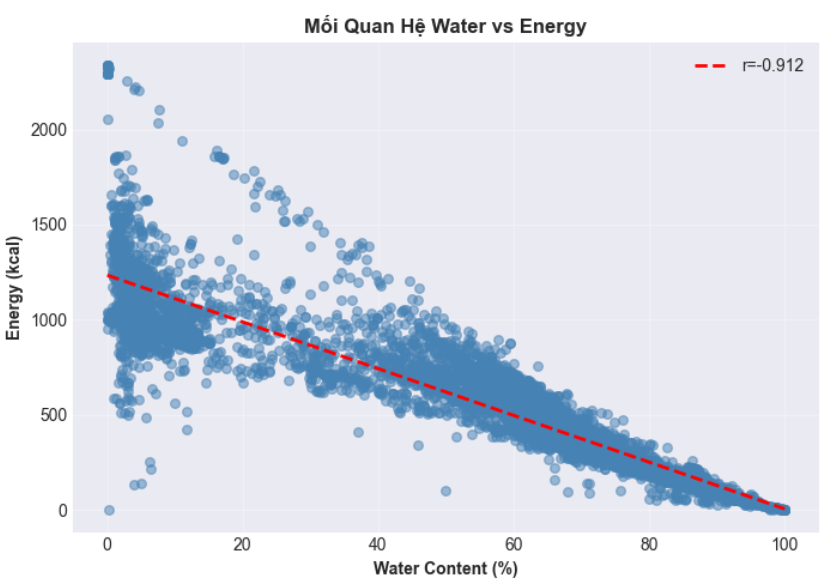 Mối Quan Hệ Water vs Energy
r=-0.912
Energy (kcal)
2000
1500
1000
500
0
0 20 40 60 80 100
Water Content (%)